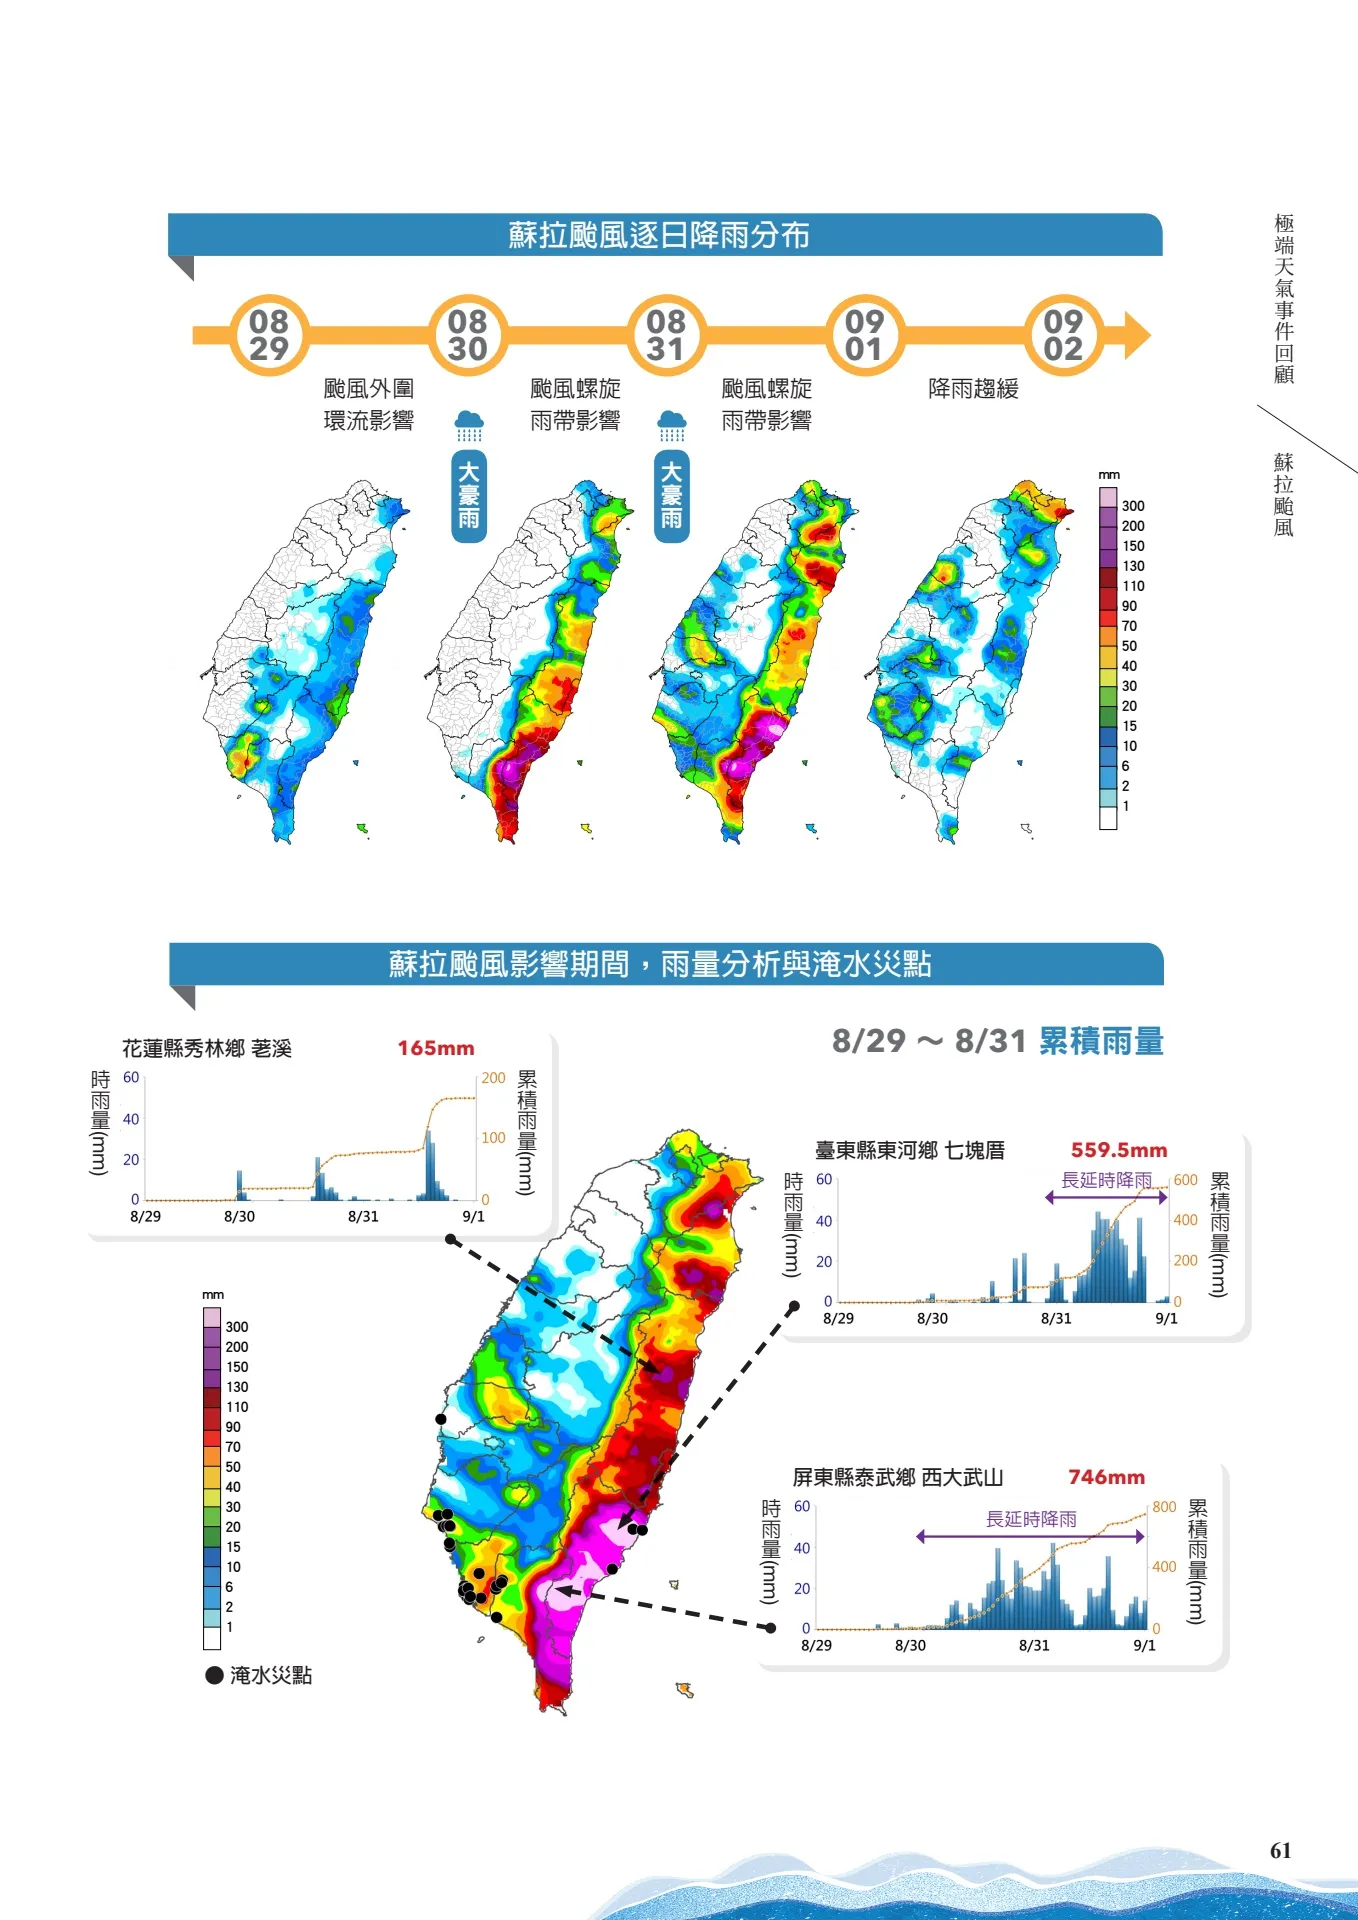 蘇拉颱風逐日降雨分布
08
29
08
30
08
31
09
01
09
02
颱風外圍
環流影響
颱風螺旋
雨帶影響
颱風螺旋
雨帶影響
降雨趨緩
大豪雨
大豪雨
mm
300
200
150
130
110
90
70
50
40
30
20
15
10
6
2
1
極端天氣事件回顧
蘇拉颱風
蘇拉颱風影響期間，雨量分析與淹水災點
8/29 ～ 8/31 累積雨量
花蓮縣秀林鄉 荖溪
165mm
時雨量(mm)
60
40
20
0
200
100
0
累積雨量(mm)
8/29
8/30
8/31
9/1
臺東縣東河鄉 七塊厝
559.5mm
長延時降雨
時雨量(mm)
60
40
20
0
600
400
200
0
累積雨量(mm)
8/29
8/30
8/31
9/1
mm
300
200
150
130
110
90
70
50
40
30
20
15
10
6
2
1
淹水災點
屏東縣泰武鄉 西大武山
746mm
長延時降雨
時雨量(mm)
60
40
20
0
800
400
0
累積雨量(mm)
8/29
8/30
8/31
9/1
61